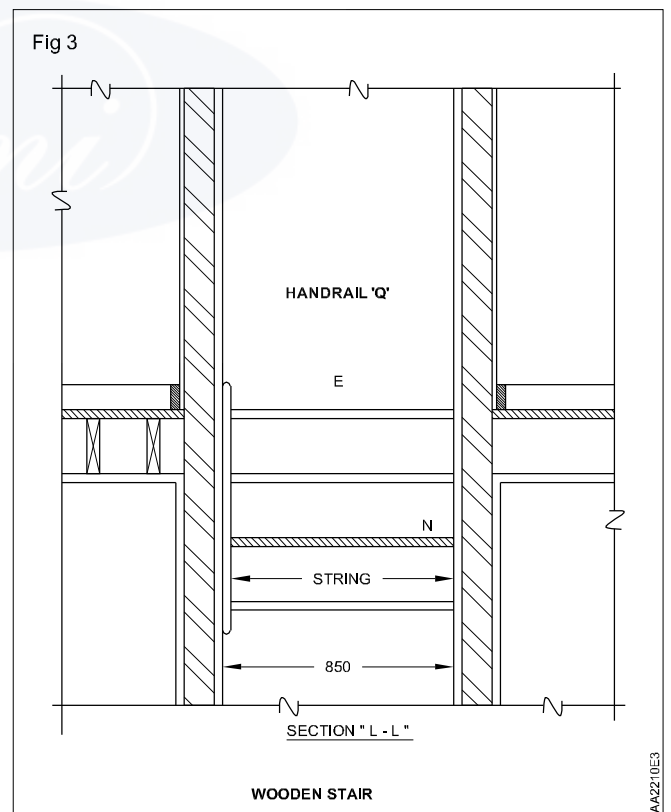 Fig 3
HANDRAIL 'Q'
E
N
STRING
850
SECTION " L - L "
WOODEN STAIR
AA2210E3